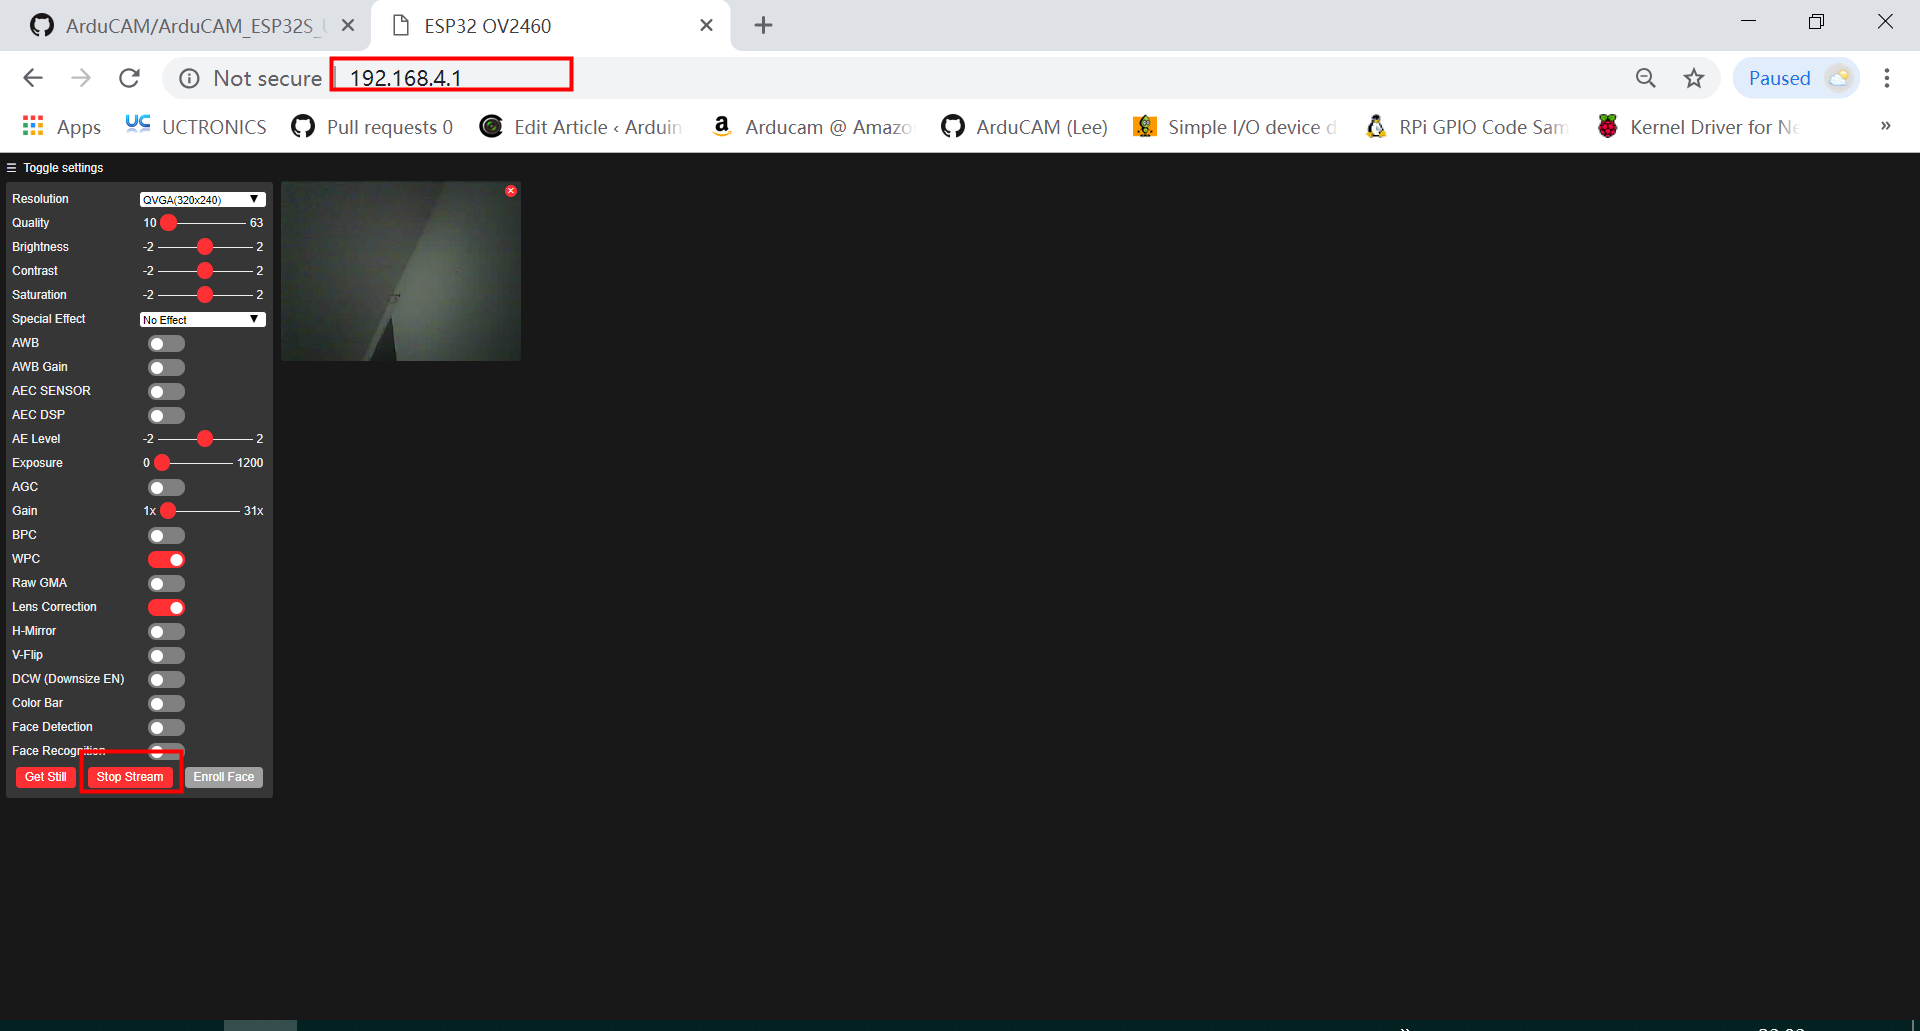 ArduCAM/ArduCAM_ESP32S_
ESP32 OV2460
Not secure 192.168.4.1
Paused
Apps UCTRONICS Pull requests 0 Edit Article ‹ Arduin Arducam @ Amazo ArduCAM (Lee) Simple I/O device d RPi GPIO Code Sam Kernel Driver for Ne »
☰ Toggle settings
Resolution QVGA(320x240)
Quality 10 63
Brightness -2 2
Contrast -2 2
Saturation -2 2
Special Effect No Effect
AWB
AWB Gain
AEC SENSOR
AEC DSP
AE Level -2 2
Exposure 0 1200
AGC
Gain 1x 31x
BPC
WPC
Raw GMA
Lens Correction
H-Mirror
V-Flip
DCW (Downsize EN)
Color Bar
Face Detection
Face Recognition
Get Still Stop Stream Enroll Face